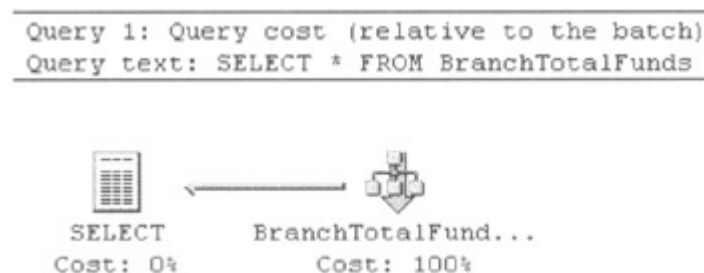 Query 1: Query cost (relative to the batch)
Query text: SELECT * FROM BranchTotalFunds
SELECT
Cost: 0%
BranchTotalFund...
Cost: 100%